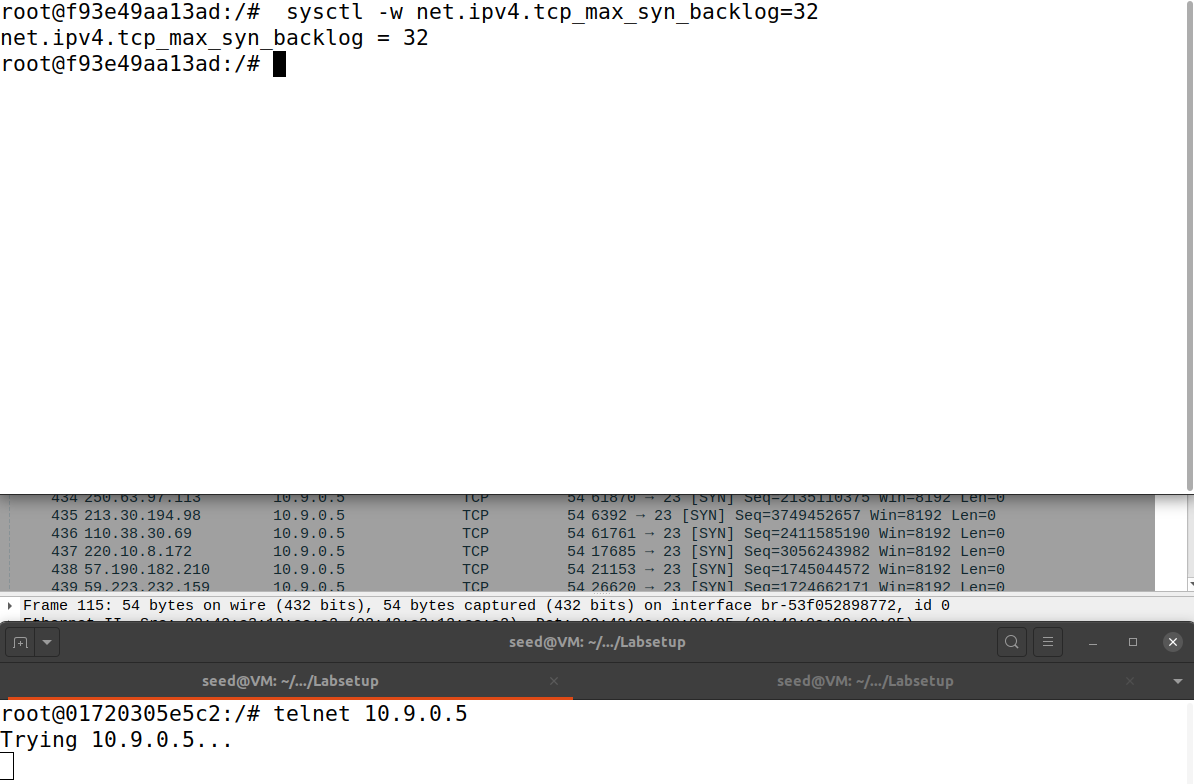 root@f93e49aa13ad:/#  sysctl -w net.ipv4.tcp_max_syn_backlog=32
net.ipv4.tcp_max_syn_backlog = 32
root@f93e49aa13ad:/#
434 250.63.97.113 10.9.0.5 TCP 54 61870 → 23 [SYN] Seq=2135110375 Win=8192 Len=0
435 213.30.194.98 10.9.0.5 TCP 54 6392 → 23 [SYN] Seq=3749452657 Win=8192 Len=0
436 110.38.30.69 10.9.0.5 TCP 54 61761 → 23 [SYN] Seq=2411585190 Win=8192 Len=0
437 220.10.8.172 10.9.0.5 TCP 54 17685 → 23 [SYN] Seq=3056243982 Win=8192 Len=0
438 57.190.182.210 10.9.0.5 TCP 54 21153 → 23 [SYN] Seq=1745044572 Win=8192 Len=0
439 59.223.232.159 10.9.0.5 TCP 54 26620 → 23 [SYN] Seq=1724662171 Win=8192 Len=0
Frame 115: 54 bytes on wire (432 bits), 54 bytes captured (432 bits) on interface br-53f052898772, id 0
seed@VM: ~/.../Labsetup
seed@VM: ~/.../Labsetup seed@VM: ~/.../Labsetup
root@01720305e5c2:/# telnet 10.9.0.5
Trying 10.9.0.5...